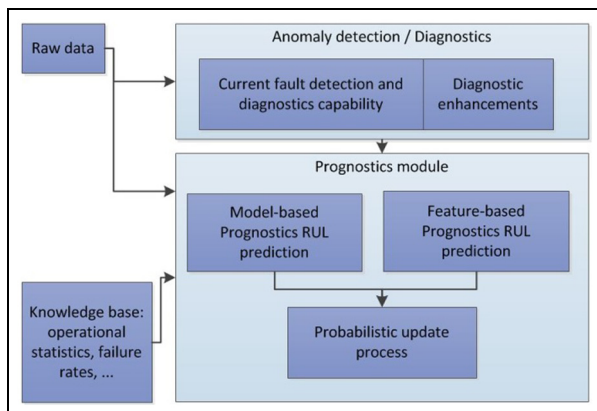 Raw data
Anomaly detection / Diagnostics
Current fault detection and
diagnostics capability
Diagnostic
enhancements
Prognostics module
Model-based
Prognostics RUL
prediction
Feature-based
Prognostics RUL
prediction
Knowledge base:
operational
statistics, failure
rates, ...
Probabilistic update
process